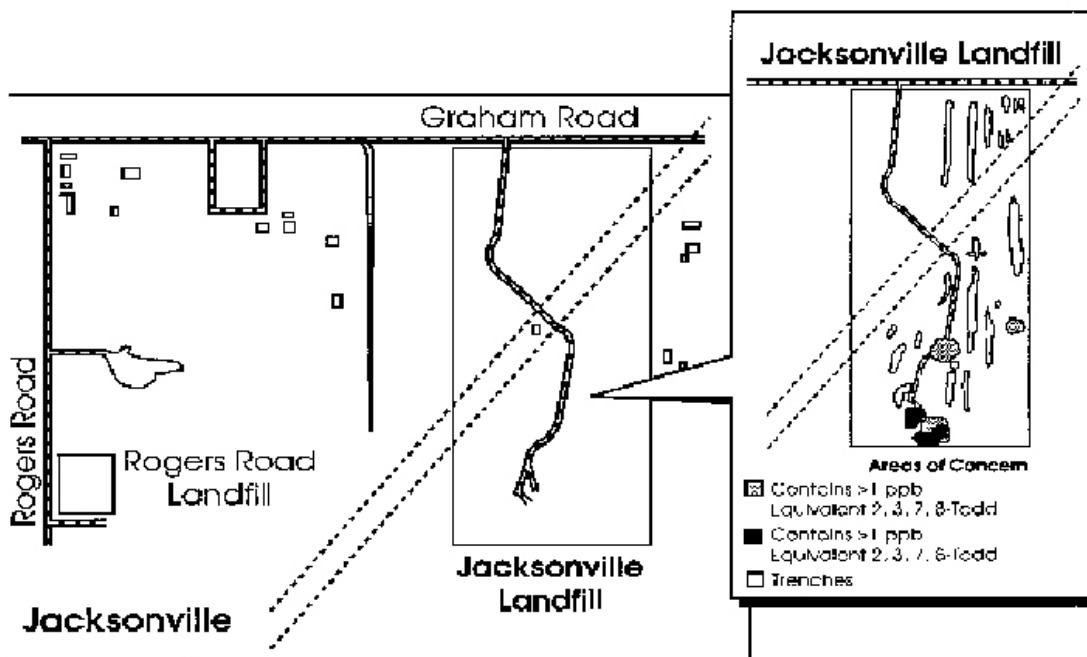 Jacksonville Landfill
Graham Road
Rogers Road
Rogers Road
Landfill
Jacksonville
Landfill
Jacksonville
Areas of Concern
Contains >1 ppb
Equivalent 2, 3, 7, 8-Tcdd
Contains >1 ppb
Equivalent 2, 3, 7, 8-Tcdd
Trenches